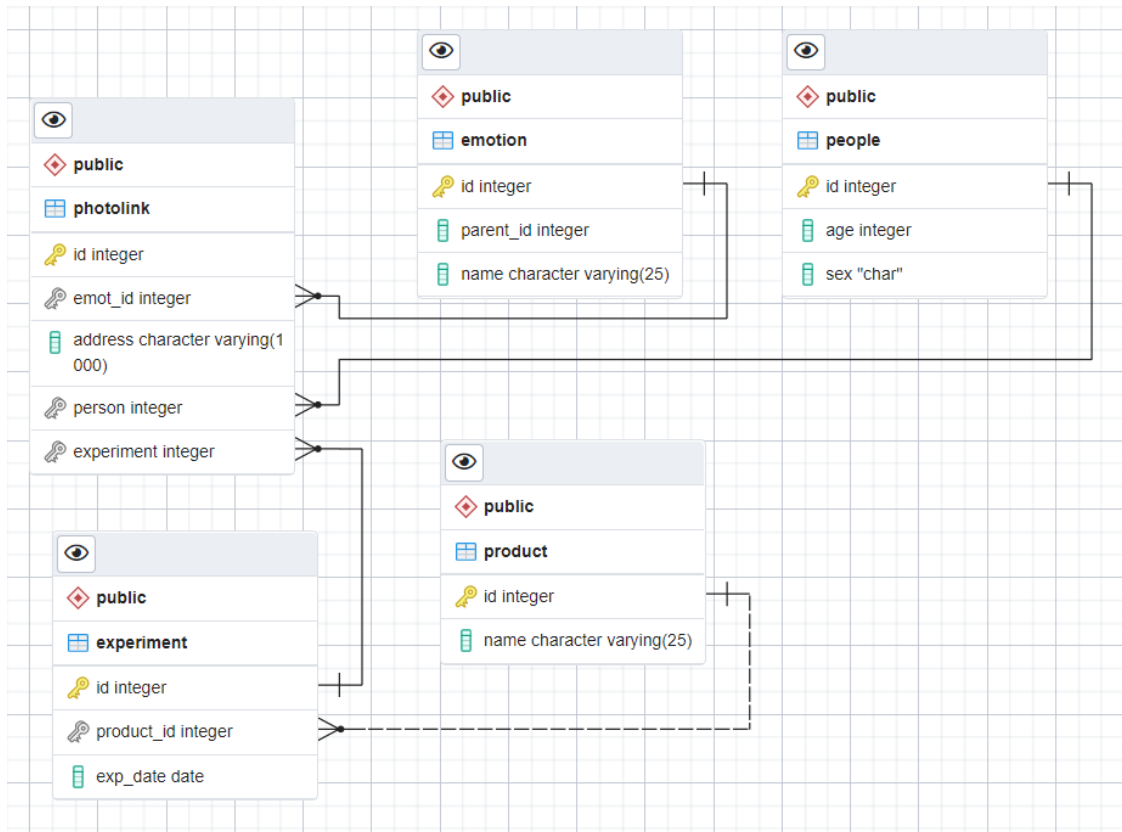 public
photolink
id integer
emot_id integer
address character varying(1
000)
person integer
experiment integer
public
emotion
id integer
parent_id integer
name character varying(25)
public
people
id integer
age integer
sex "char"
public
experiment
id integer
product_id integer
exp_date date
public
product
id integer
name character varying(25)